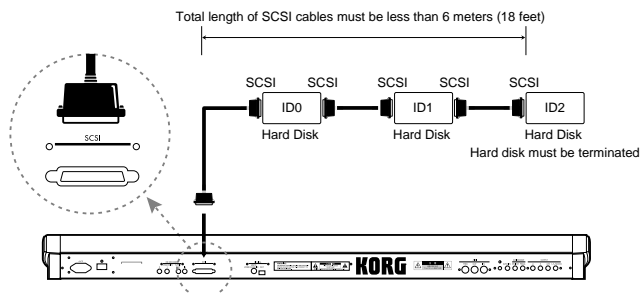 Total length of SCSI cables must be less than 6 meters (18 feet)
SCSI SCSI SCSI SCSI SCSI
ID0 ID1 ID2
Hard Disk Hard Disk Hard Disk
Hard disk must be terminated
SCSI
KORG